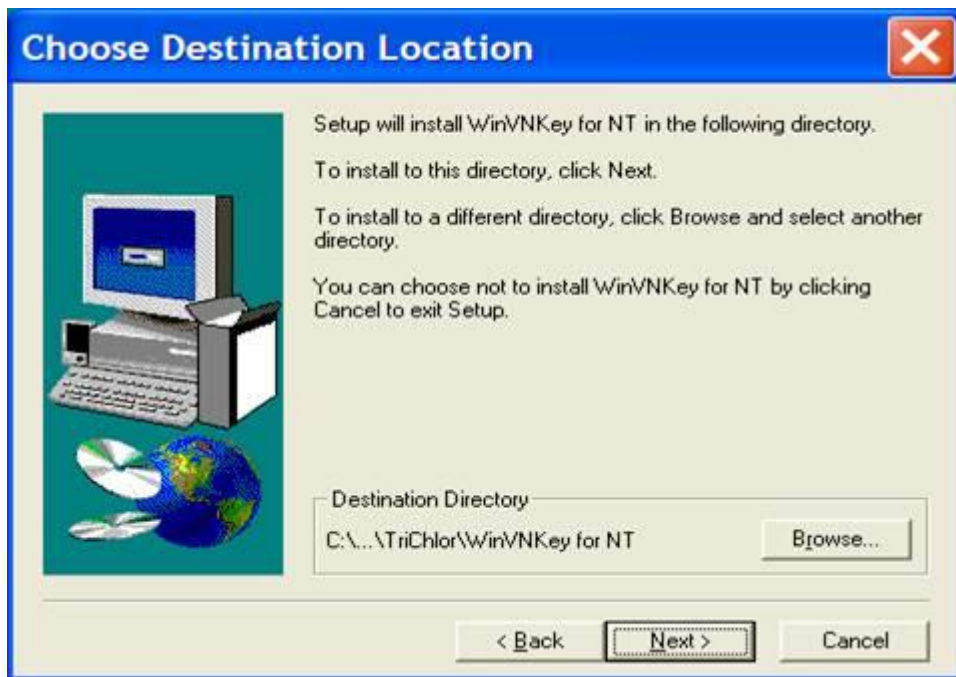 Choose Destination Location
Setup will install WinVNKey for NT in the following directory.
To install to this directory, click Next.
To install to a different directory, click Browse and select another
directory.
You can choose not to install WinVNKey for NT by clicking
Cancel to exit Setup.
Destination Directory
C:\...\TriChlor\WinVNKey for NT
Browse...
< Back
Next >
Cancel